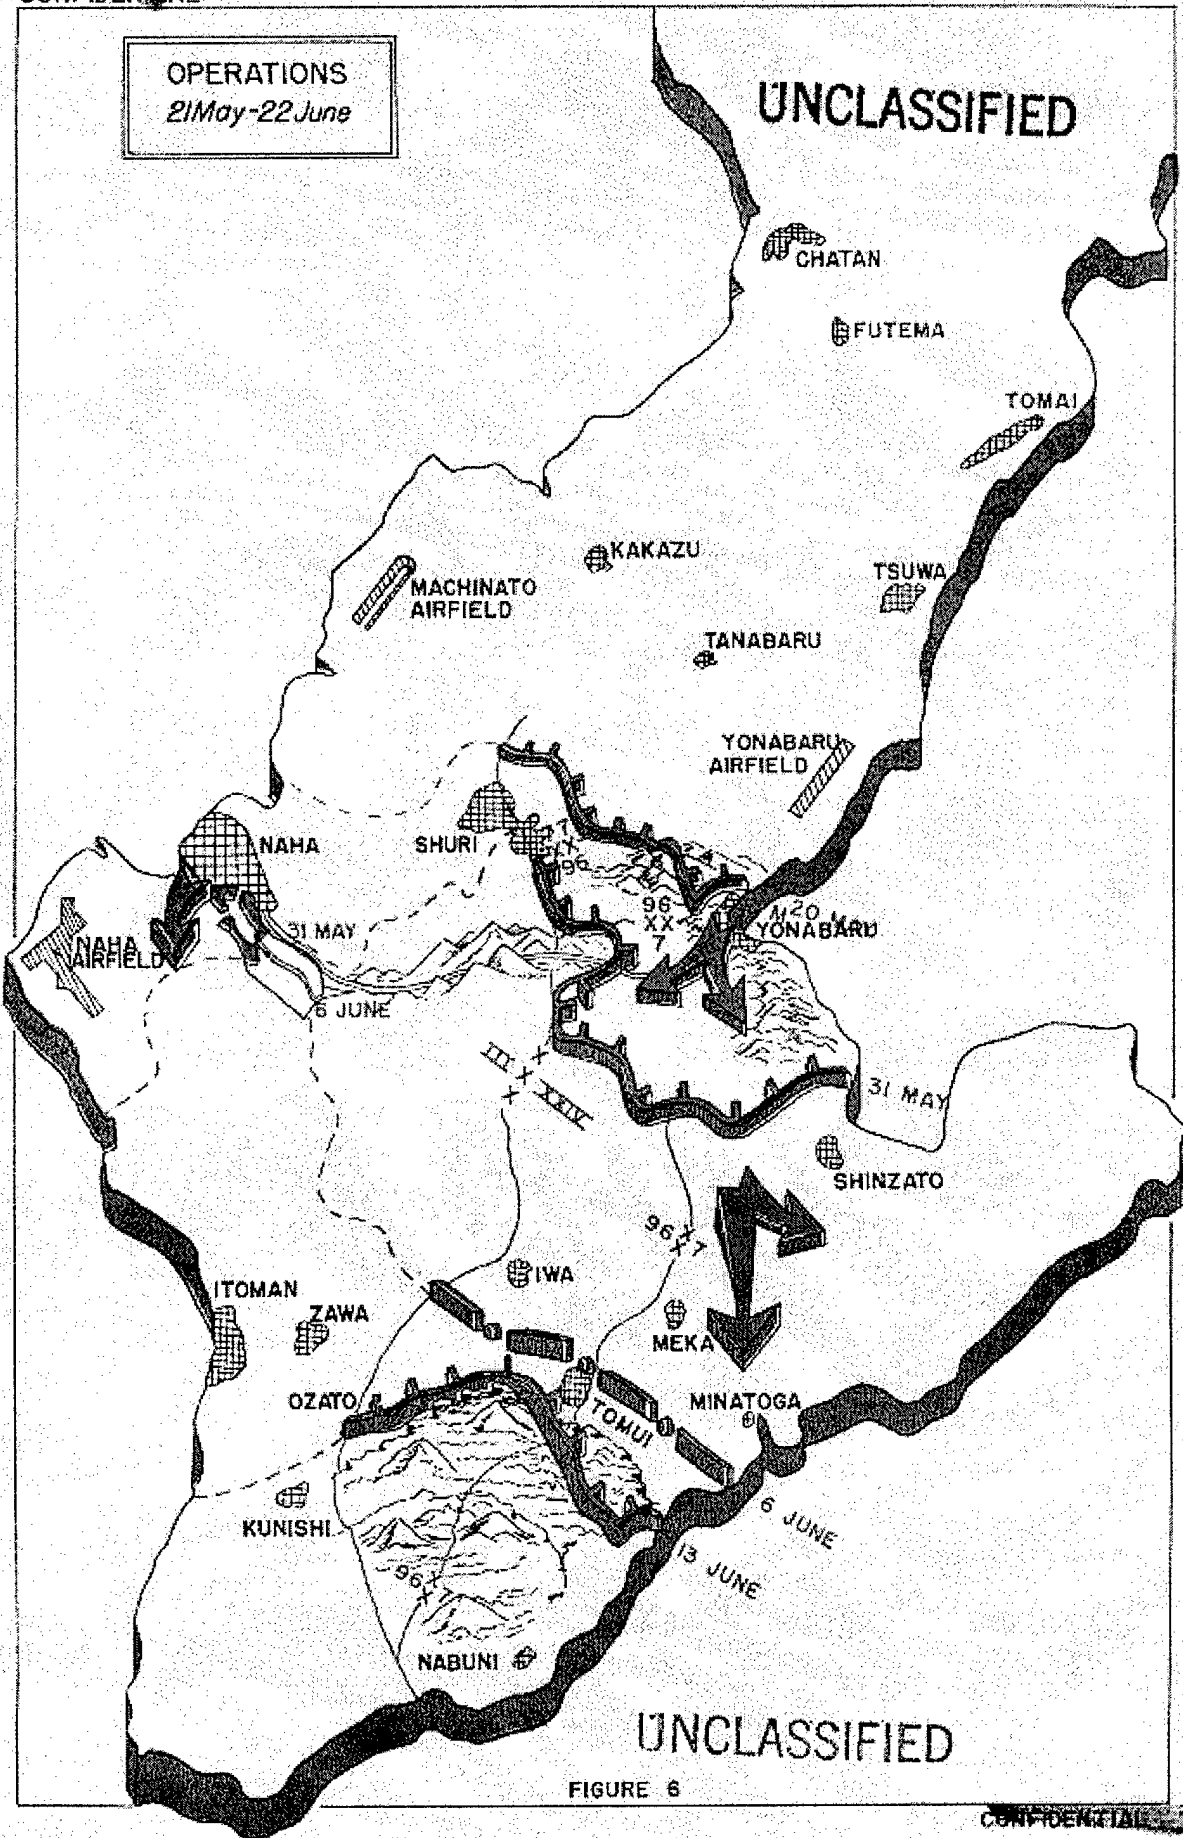 OPERATIONS
21May-22June
UNCLASSIFIED
CHATAN
FUTEMA
TOMAI
KAKAZU
MACHINATO
AIRFIELD
TSUWA
TANABARU
YONABARU
AIRFIELD
NAHA
SHURI
96
96
XX
7
YONABARU
NAHA
AIRFIELD
31 MAY
6 JUNE
III X XXIV
X
X
31 MAY
SHINZATO
96 X 7
X
IWA
ITOMAN
ZAWA
MEKA
OZATO
TOMUI
MINATOGA
6 JUNE
KUNISHI
13 JUNE
96 X 7
X
NABUNI
UNCLASSIFIED
FIGURE 6
CONFIDENTIAL